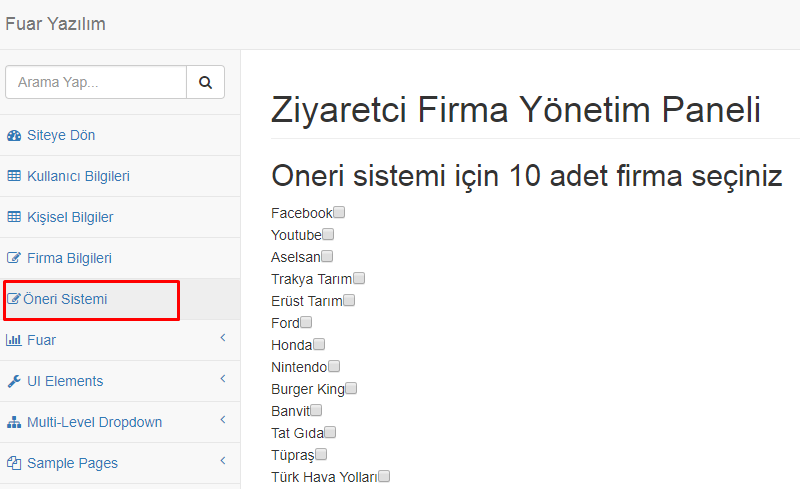 Fuar Yazılım
Arama Yap...
Siteye Dön
Kullanıcı Bilgileri
Kişisel Bilgiler
Firma Bilgileri
Öneri Sistemi
Fuar
UI Elements
Multi-Level Dropdown
Sample Pages
Ziyaretci Firma Yönetim Paneli
Oneri sistemi için 10 adet firma seçiniz
Facebook
Youtube
Aselsan
Trakya Tarım
Erüst Tarım
Ford
Honda
Nintendo
Burger King
Banvit
Tat Gıda
Tüpraş
Türk Hava Yolları